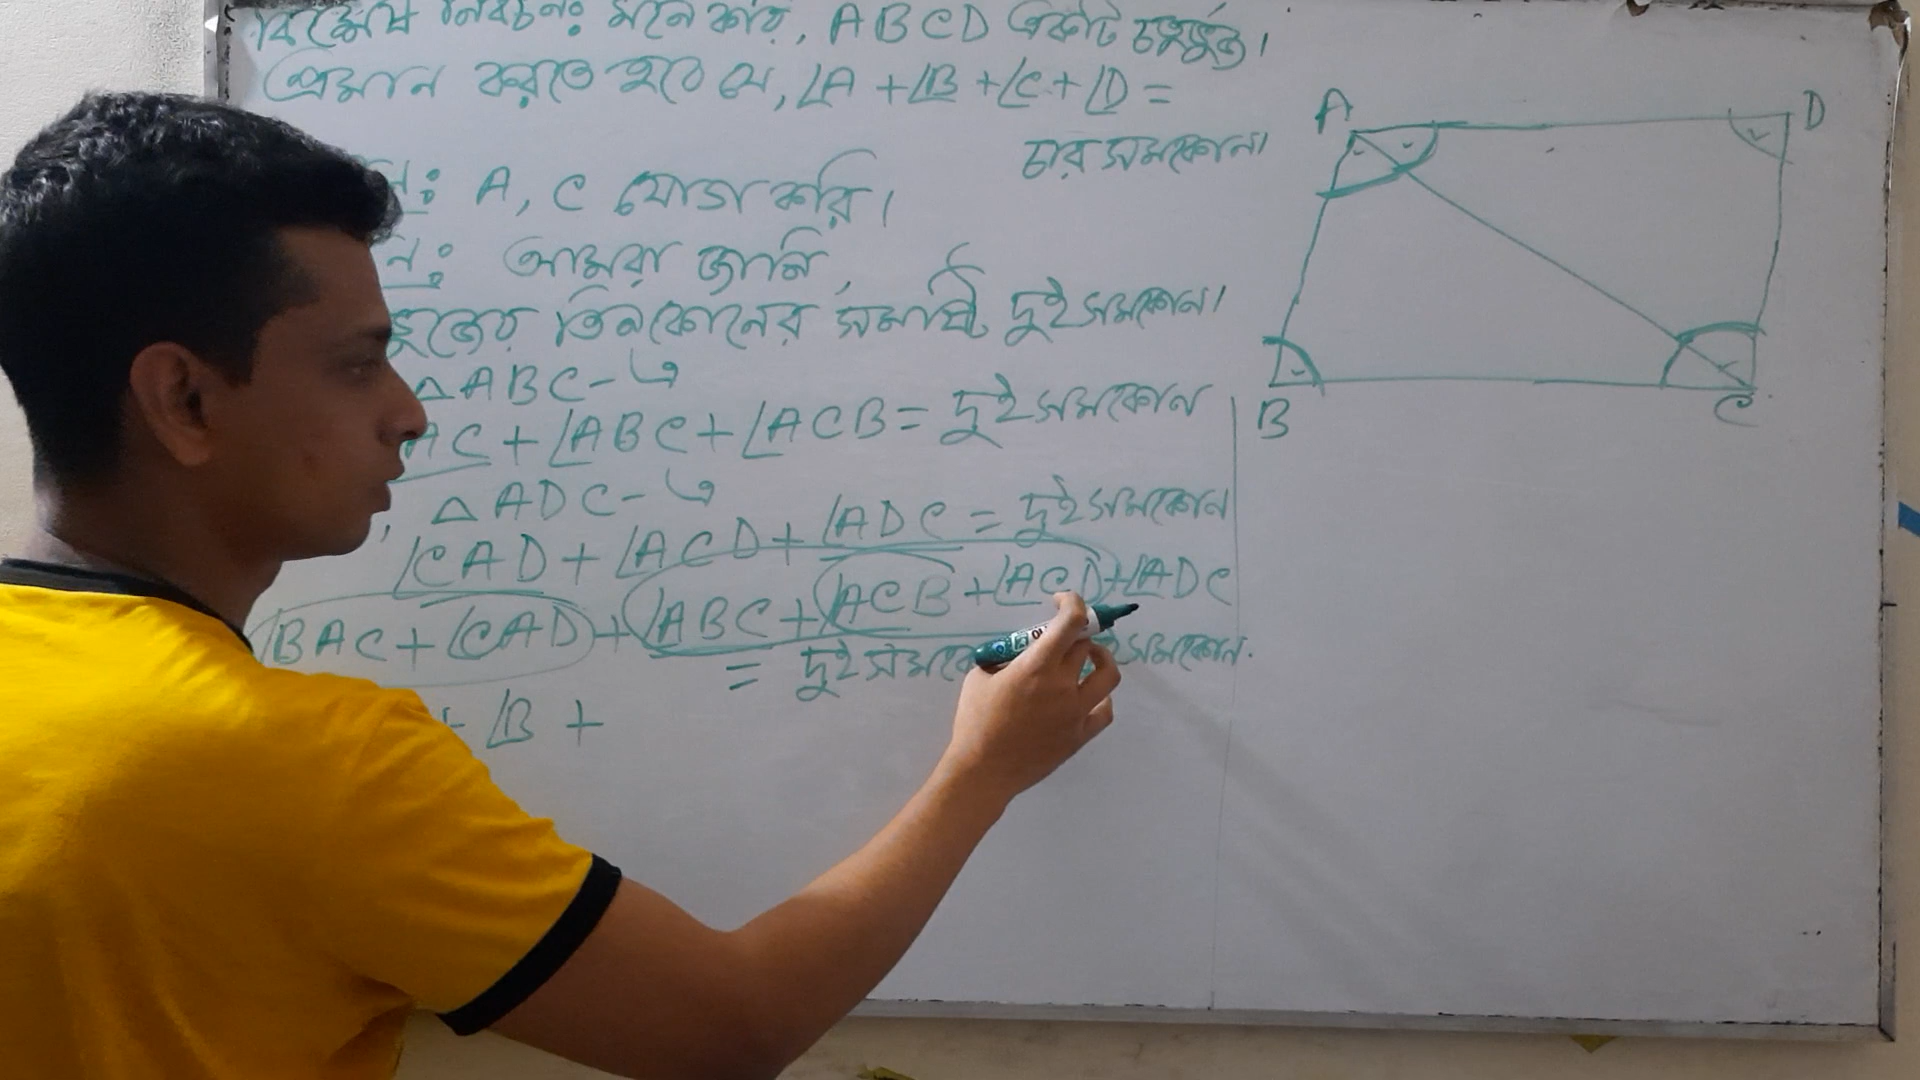 বিশেষ নির্বচন: মনে করি, ABCD একটি চতুর্ভুজ।
প্রমান করতে হবে যে, ∠A + ∠B + ∠C + ∠D =
চার সমকোন।
ন: A, C যোগ করি।
ন: আমরা জানি,
ভুজের তিনকোনের সমষ্টি দুই সমকোন।
△ABC-এ
AC + ∠ABC + ∠ACB = দুই সমকোন
, △ADC-এ
∠CAD + ∠ACD + ∠ADC = দুই সমকোন
∠BAC + ∠CAD + ∠ABC + ∠ACB + ∠ACD + ∠ADC
= দুই সমকো ই সমকোন.
+ ∠B +
A D
B C